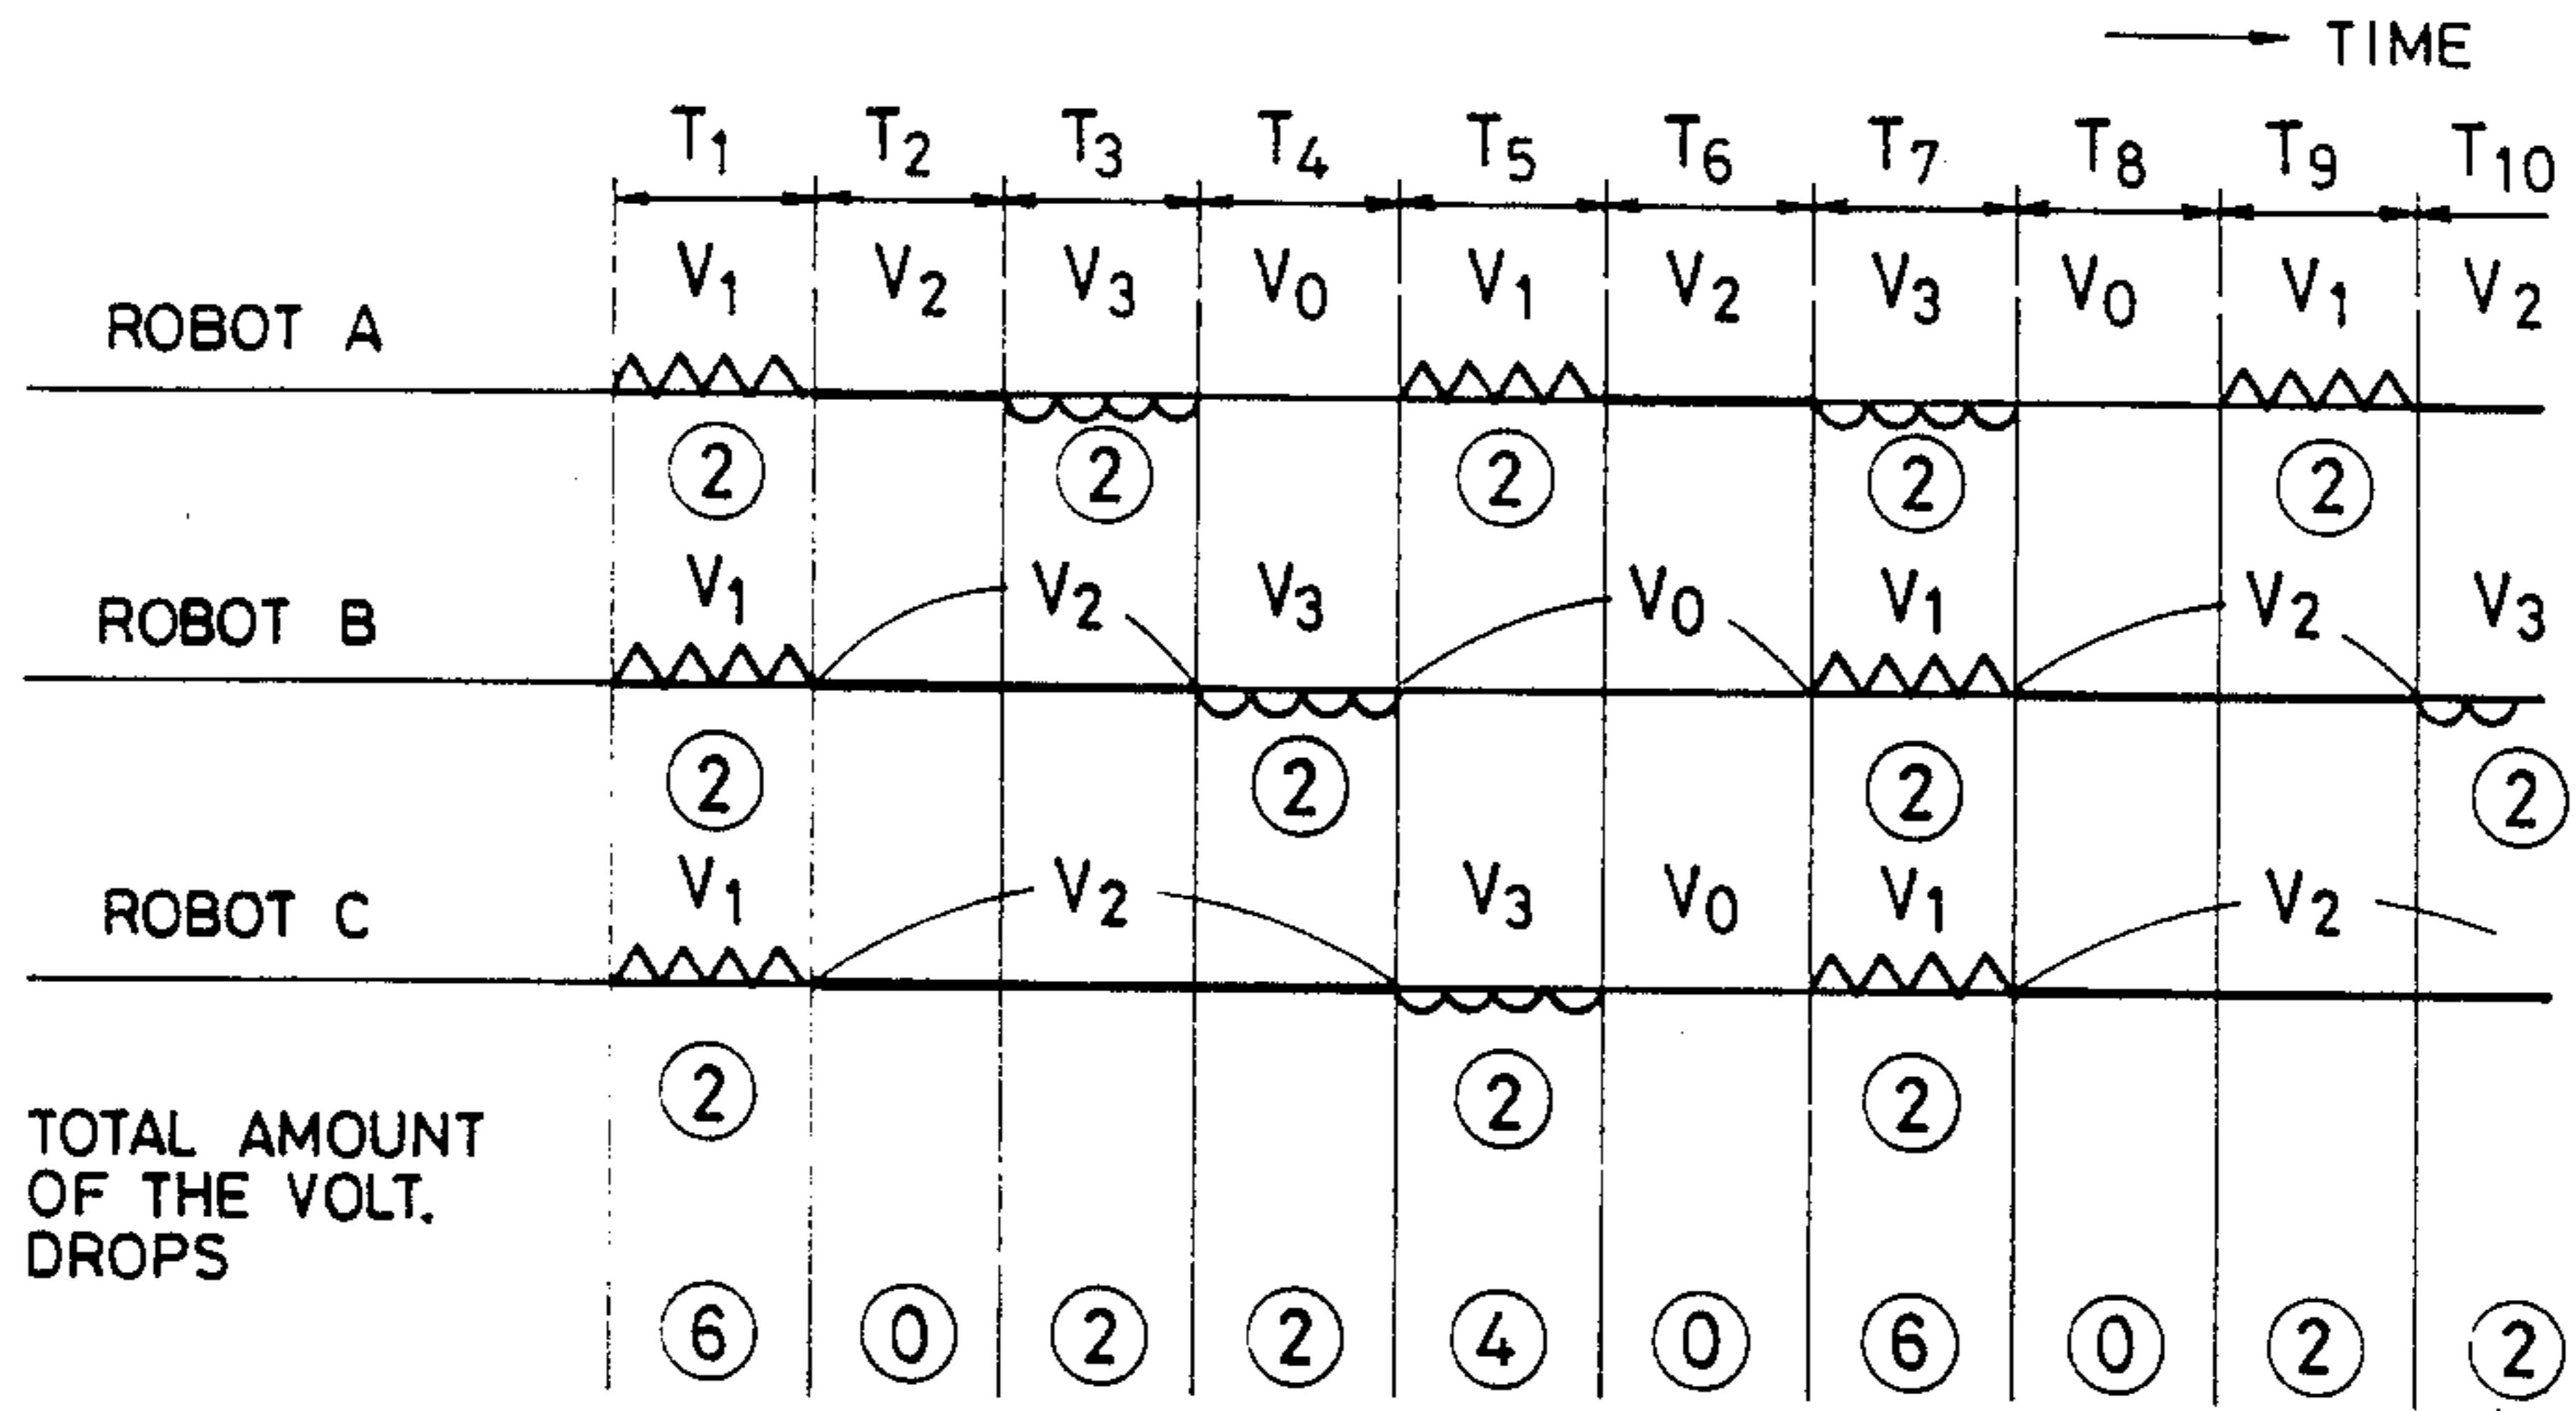 TIME
T1 T2 T3 T4 T5 T6 T7 T8 T9 T10
V1 V2 V3 V0 V1 V2 V3 V0 V1 V2
ROBOT A
2 2 2 2 2
V1 V2 V3 V0 V1 V2 V3
ROBOT B
2 2 2 2
V1 V2 V3 V0 V1 V2
ROBOT C
2 2 2
TOTAL AMOUNT
OF THE VOLT.
DROPS
6 0 2 2 4 0 6 0 2 2